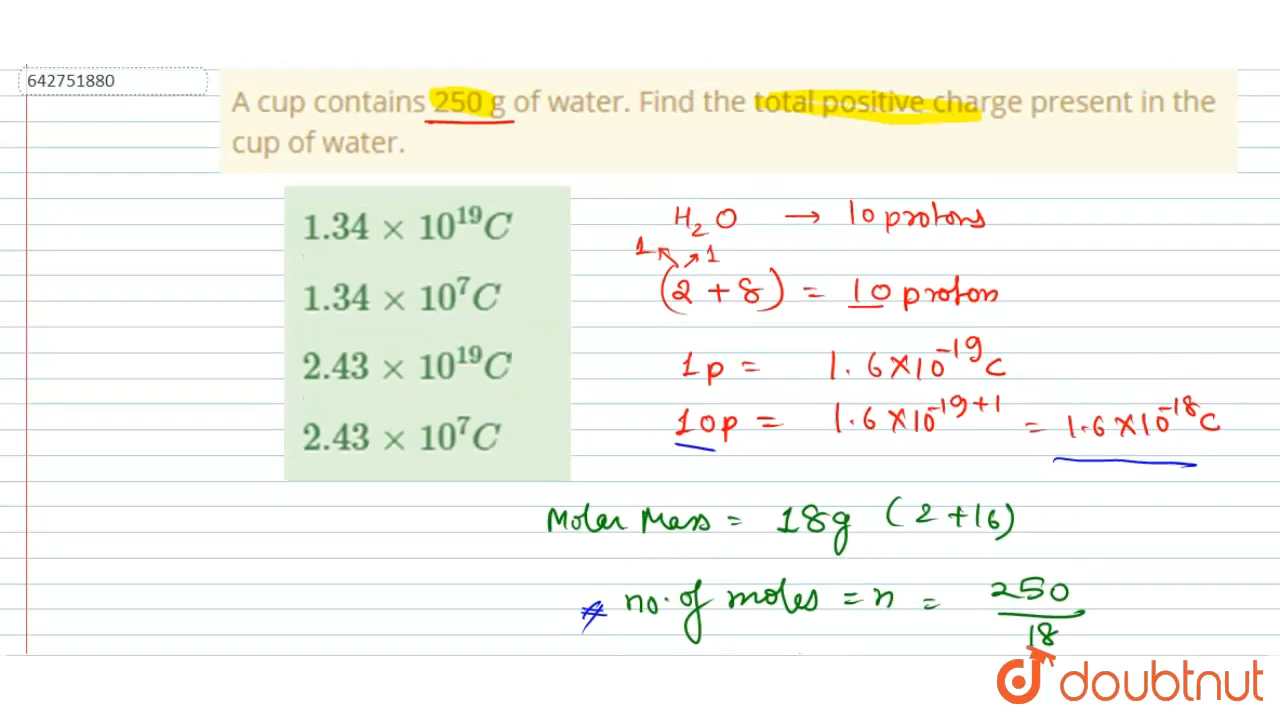 642751880
A cup contains 250 g of water. Find the total positive charge present in the
cup of water.
1.34 × 10^19 C
1.34 × 10^7 C
2.43 × 10^19 C
2.43 × 10^7 C
H₂O → 10 protons
1 1
(2 + 8) = 10 proton
1p = 1.6×10^-19 C
10p = 1.6×10^-19+1 = 1.6×10^-18 C
Molar Mass = 18g (2+16)
* no. of moles = n = 250/18
doubtnut